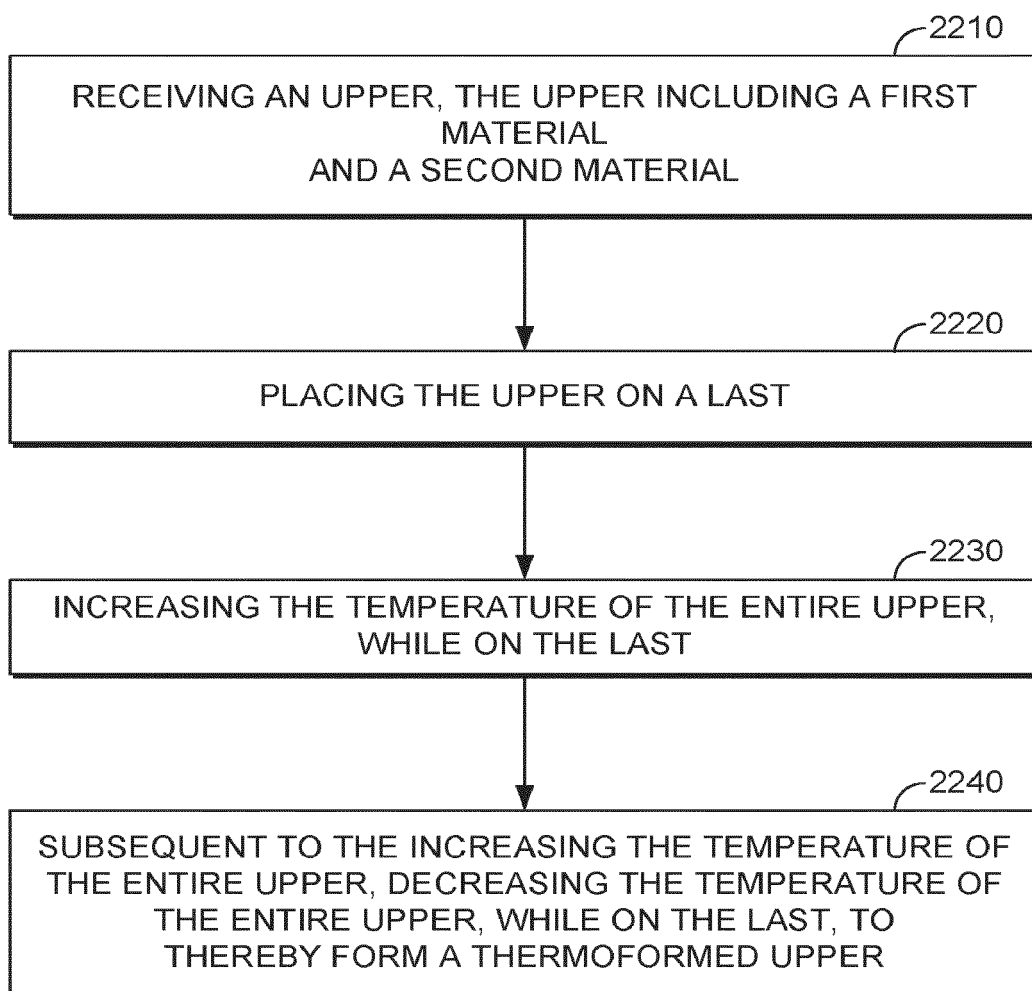 2210
RECEIVING AN UPPER, THE UPPER INCLUDING A FIRST
MATERIAL
AND A SECOND MATERIAL
2220
PLACING THE UPPER ON A LAST
2230
INCREASING THE TEMPERATURE OF THE ENTIRE UPPER,
WHILE ON THE LAST
2240
SUBSEQUENT TO THE INCREASING THE TEMPERATURE OF
THE ENTIRE UPPER, DECREASING THE TEMPERATURE OF
THE ENTIRE UPPER, WHILE ON THE LAST, TO
THEREBY FORM A THERMOFORMED UPPER